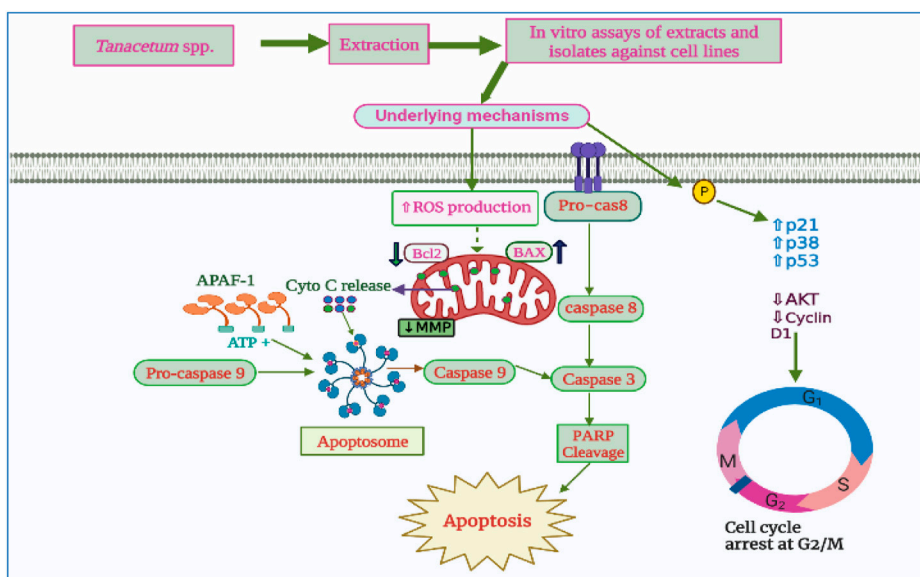 Tanacetum spp.
Extraction
In vitro assays of extracts and
isolates against cell lines
Underlying mechanisms
P
Pro-cas8
⇧ROS production
⇧p21
⇧p38
⇧p53
Bcl2
BAX
APAF-1
Cyto C release
⇩AKT
⇩Cyclin
D1
caspase 8
↓MMP
ATP +
Pro-caspase 9
Caspase 9
Caspase 3
Apoptosome
PARP
Cleavage
G1
M
S
G2
Apoptosis
Cell cycle
arrest at G2/M